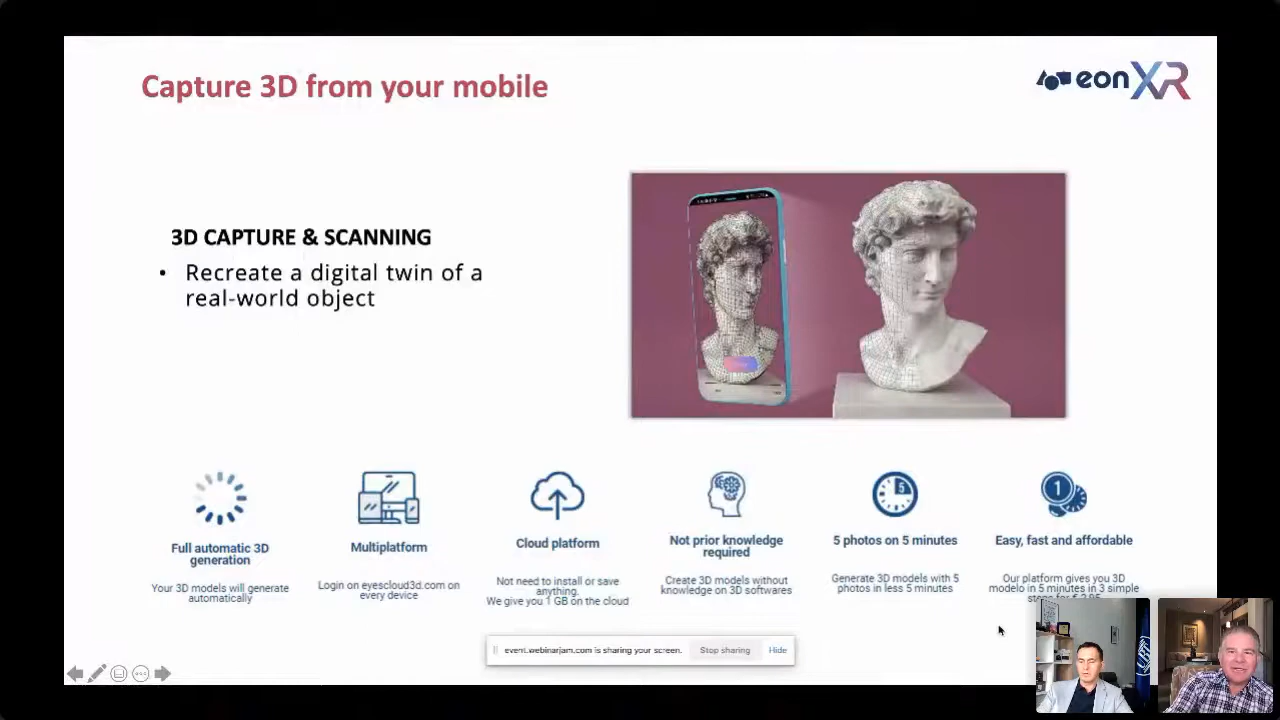 Capture 3D from your mobile
eonXR
3D CAPTURE & SCANNING
• Recreate a digital twin of a
real-world object
Full automatic 3D
generation
Your 3D models will generate
automatically
Multiplatform
Login on eyescloud3d.com on
every device
Cloud platform
Not need to install or save
anything.
We give you 1 GB on the cloud
Not prior knowledge
required
Create 3D models without
knowledge on 3D softwares
5
5 photos on 5 minutes
Generate 3D models with 5
photos in less 5 minutes
1
Easy, fast and affordable
Our platform gives you 3D
modelo in 5 minutes in 3 simple
event.webinarjam.com is sharing your screen.
Stop sharing
Hide